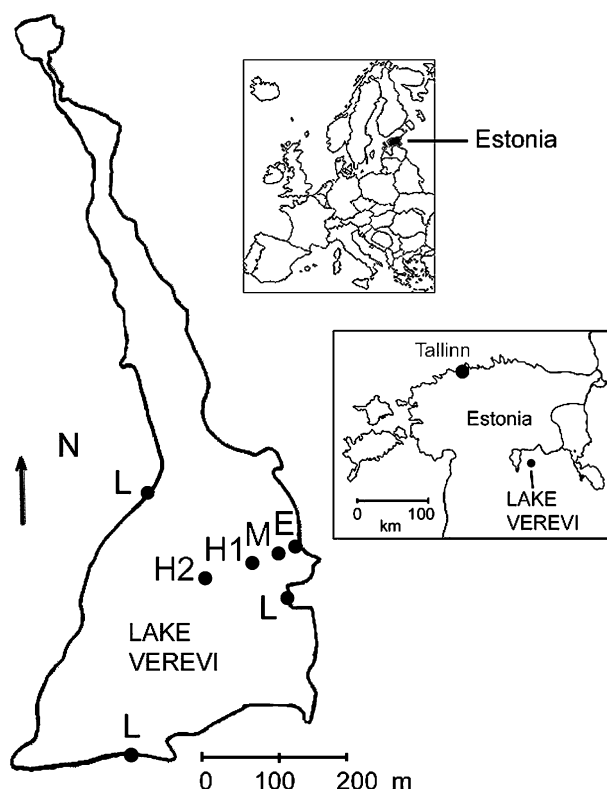 Estonia
Tallinn
Estonia
LAKE
VEREVI
0 100
km
N
L
E
M
H1
H2
L
LAKE
VEREVI
L
0 100 200 m